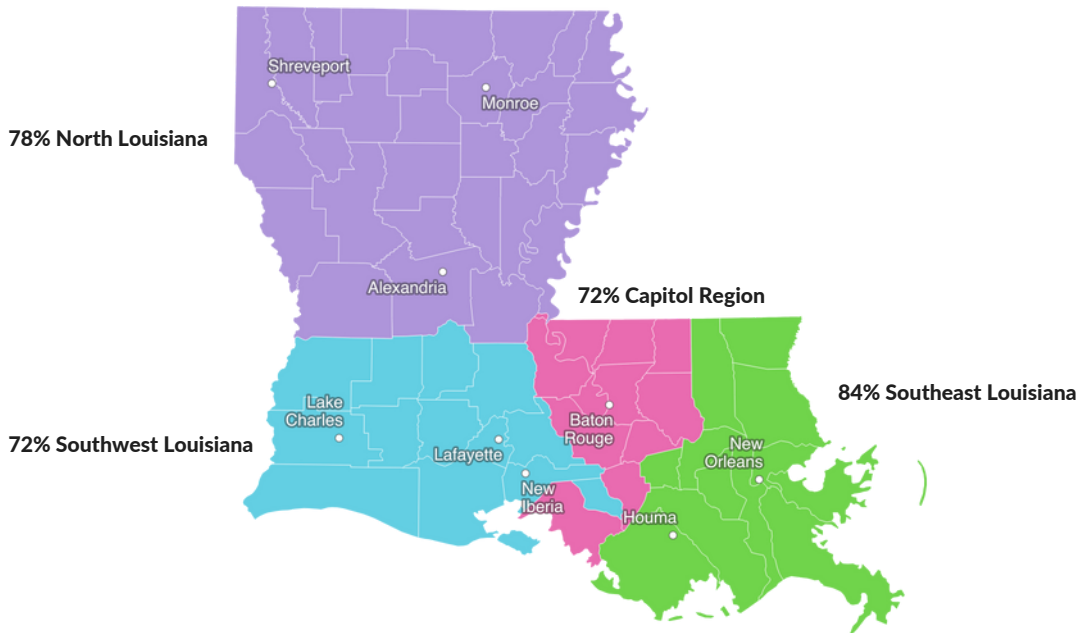 Shreveport
Monroe
78% North Louisiana
Alexandria
72% Capitol Region
84% Southeast Louisiana
Lake
Charles
Baton
Rouge
72% Southwest Louisiana
Lafayette
New
Orleans
New
Iberia
Houma